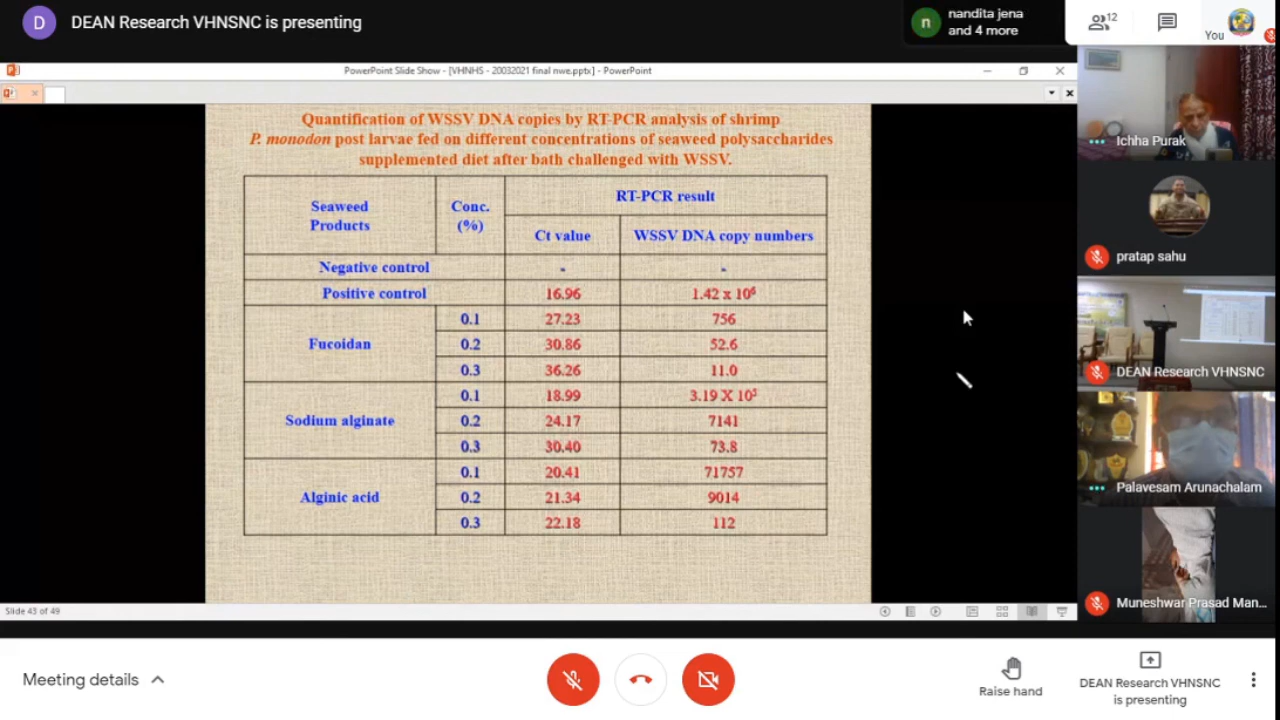 D DEAN Research VHNSNC is presenting
n nandita jena
and 4 more
12
You
PowerPoint Slide Show - [VHNHS - 20032021 final nwe.pptx] - PowerPoint
Quantification of WSSV DNA copies by RT-PCR analysis of shrimp
P. monodon post larvae fed on different concentrations of seaweed polysaccharides
supplemented diet after bath challenged with WSSV.
Seaweed Products Conc. (%) RT-PCR result
Ct value WSSV DNA copy numbers
Negative control - -
Positive control 16.96 1.42 x 10⁶
Fucoidan 0.1 27.23 756
0.2 30.86 52.6
0.3 36.26 11.0
Sodium alginate 0.1 18.99 3.19 X 10⁵
0.2 24.17 7141
0.3 30.40 73.8
Alginic acid 0.1 20.41 71757
0.2 21.34 9014
0.3 22.18 112
Slide 43 of 49
Ichha Purak
pratap sahu
DEAN Research VHNSNC
Palavesam Arunachalam
Muneshwar Prasad Man...
Meeting details
Raise hand
DEAN Research VHNSNC
is presenting